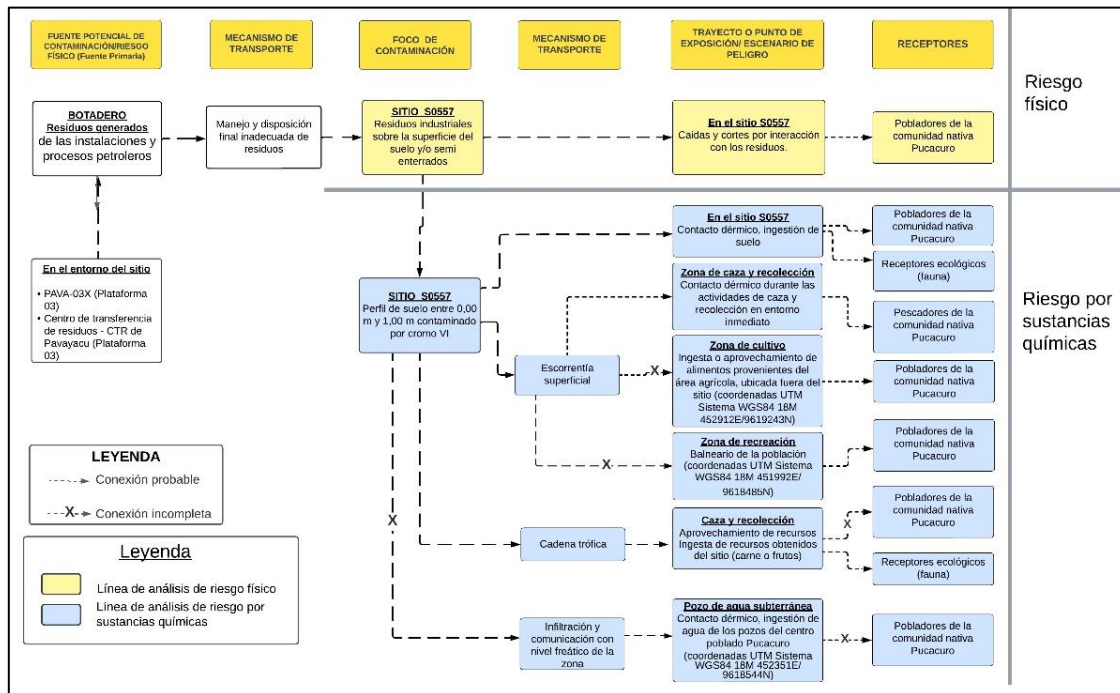 FUENTE POTENCIAL DE
CONTAMINACIÓN/RIESGO
FÍSICO (Fuente Primaria)
MECANISMO DE
TRANSPORTE
FOCO DE
CONTAMINACIÓN
MECANISMO DE
TRANSPORTE
TRAYECTO O PUNTO DE
EXPOSICIÓN/ ESCENARIO DE
PELIGRO
RECEPTORES
Riesgo
físico
BOTADERO
Residuos generados
de las instalaciones y
procesos petroleros
Manejo y disposición
final inadecuada de
residuos
SITIO S0557
Residuos industriales
sobre la superficie del
suelo y/o semi
enterrados
En el sitio S0557
Caidas y cortes por interacción
con los residuos.
Pobladores de la
comunidad nativa
Pucacuro
En el entorno del sitio
• PAVA-03X (Plataforma
03)
• Centro de transferencia
de residuos - CTR de
Pavayacu (Plataforma
03)
SITIO S0557
Perfil de suelo entre 0,00
m y 1,00 m contaminado
por cromo VI
En el sitio S0557
Contacto dérmico, ingestión de
suelo
Pobladores de la
comunidad nativa
Pucacuro
Receptores ecológicos
(fauna)
Riesgo por
sustancias
químicas
Zona de caza y recolección
Contacto dérmico durante las
actividades de caza y
recolección en entorno
inmediato
Pescadores de la
comunidad nativa
Pucacuro
Escorrentía
superficial
X
Zona de cultivo
Ingesta o aprovechamiento de
alimentos provenientes del
área agrícola, ubicada fuera del
sitio (coordenadas UTM
Sistema WGS84 18M
452912E/9619243N)
Pobladores de la
comunidad nativa
Pucacuro
X
Zona de recreación
Balneario de la población
(coordenadas UTM Sistema
WGS84 18M 451992E/
9618485N)
Pobladores de la
comunidad nativa
Pucacuro
X
Cadena trófica
Caza y recolección
Aprovechamiento de recursos
Ingesta de recursos obtenidos
del sitio (carne o frutos)
X
Pobladores de la
comunidad nativa
Pucacuro
Receptores ecológicos
(fauna)
Infiltración y
comunicación con
nivel freático de la
zona
Pozo de agua subterránea
Contacto dérmico, ingestión de
agua de los pozos del centro
poblado Pucacuro
(coordenadas UTM Sistema
WGS84 18M 452351E/
9618544N)
X
Pobladores de la
comunidad nativa
Pucacuro
LEYENDA
Conexión probable
X Conexión incompleta
Leyenda
Línea de análisis de riesgo físico
Línea de análisis de riesgo por
sustancias químicas